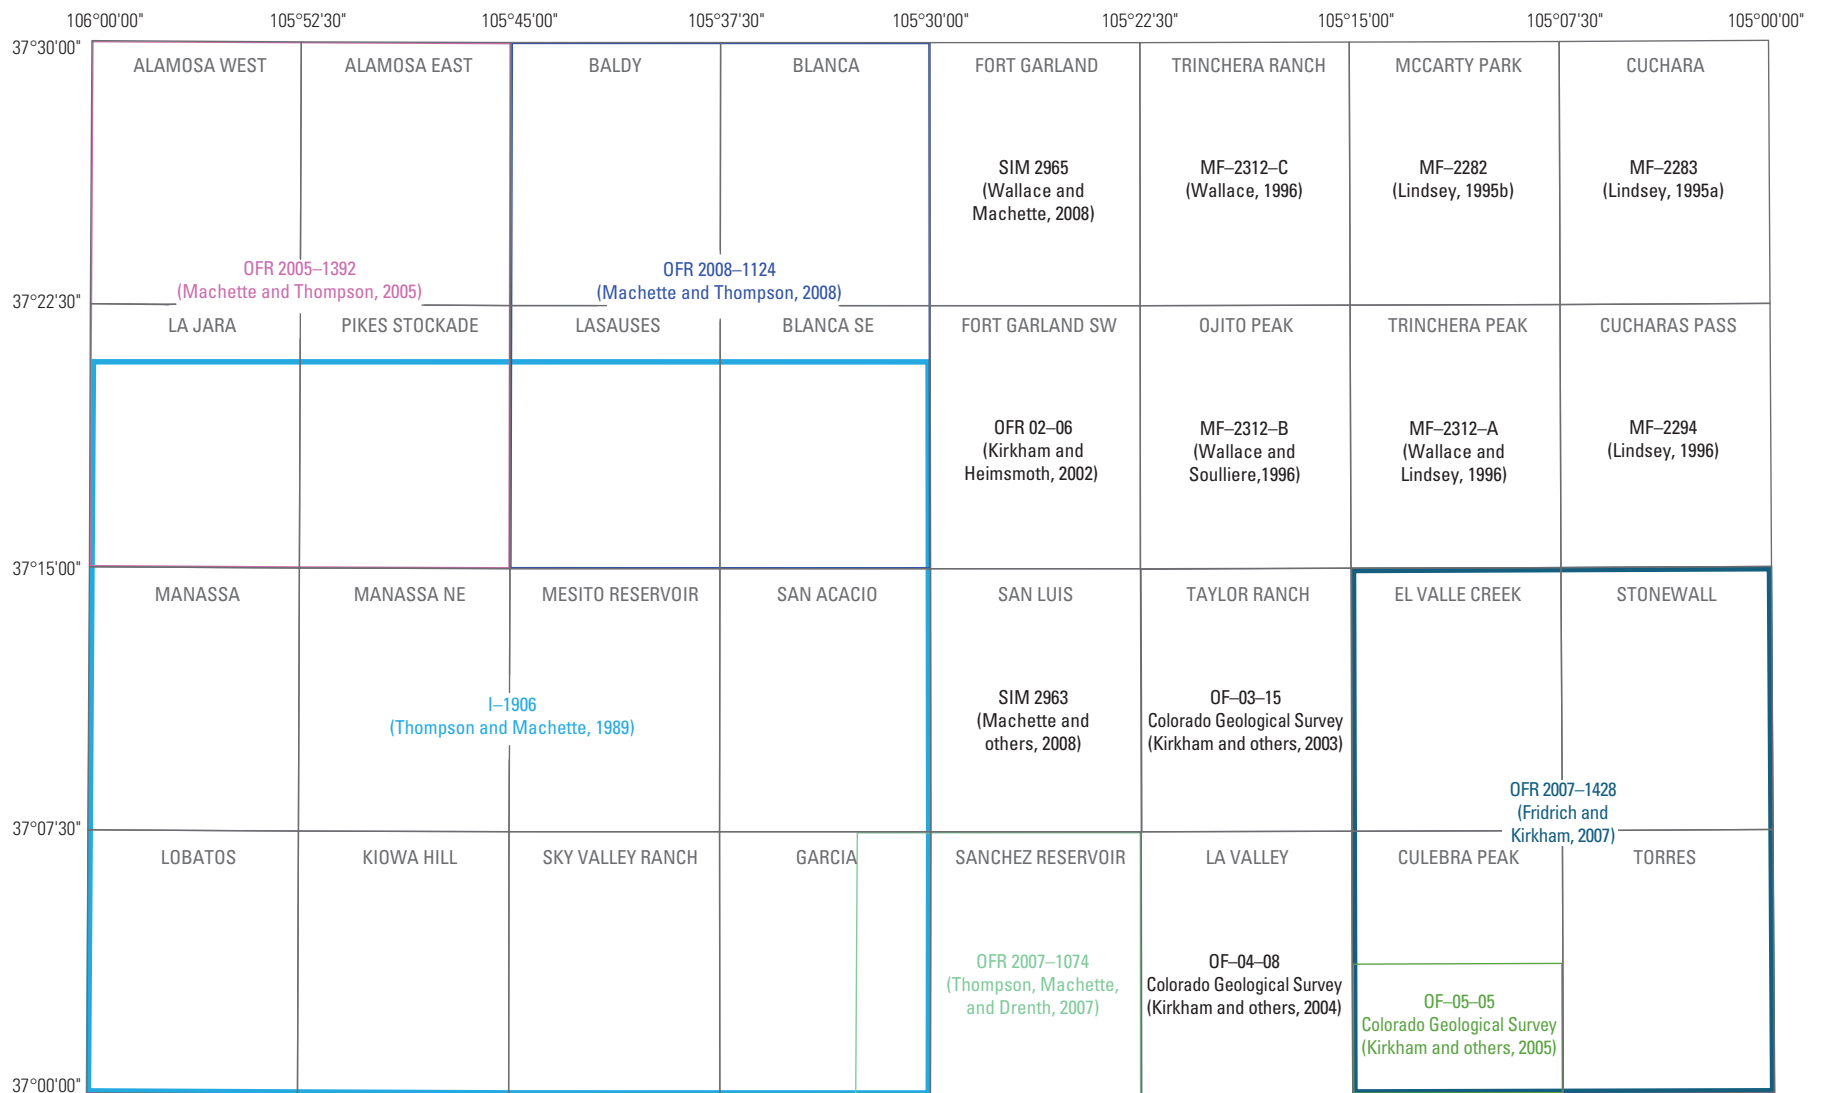 106°00'00" 105°52'30" 105°45'00" 105°37'30" 105°30'00" 105°22'30" 105°15'00" 105°07'30" 105°00'00"
37°30'00"
ALAMOSA WEST
ALAMOSA EAST
BALDY
BLANCA
FORT GARLAND
TRINCHERA RANCH
MCCARTY PARK
CUCHARA
SIM 2965
(Wallace and
Machette, 2008)
MF–2312–C
(Wallace, 1996)
MF–2282
(Lindsey, 1995b)
MF–2283
(Lindsey, 1995a)
OFR 2005–1392
(Machette and Thompson, 2005)
OFR 2008–1124
(Machette and Thompson, 2008)
37°22'30"
LA JARA
PIKES STOCKADE
LASAUSES
BLANCA SE
FORT GARLAND SW
OJITO PEAK
TRINCHERA PEAK
CUCHARAS PASS
OFR 02–06
(Kirkham and
Heimsmoth, 2002)
MF–2312–B
(Wallace and
Soulliere,1996)
MF–2312–A
(Wallace and
Lindsey, 1996)
MF–2294
(Lindsey, 1996)
37°15'00"
MANASSA
MANASSA NE
MESITO RESERVOIR
SAN ACACIO
SAN LUIS
TAYLOR RANCH
EL VALLE CREEK
STONEWALL
I–1906
(Thompson and Machette, 1989)
SIM 2963
(Machette and
others, 2008)
OF–03–15
Colorado Geological Survey
(Kirkham and others, 2003)
OFR 2007–1428
(Fridrich and
Kirkham, 2007)
37°07'30"
LOBATOS
KIOWA HILL
SKY VALLEY RANCH
GARCIA
SANCHEZ RESERVOIR
LA VALLEY
CULEBRA PEAK
TORRES
OFR 2007–1074
(Thompson, Machette,
and Drenth, 2007)
OF–04–08
Colorado Geological Survey
(Kirkham and others, 2004)
OF–05–05
Colorado Geological Survey
(Kirkham and others, 2005)
37°00'00"